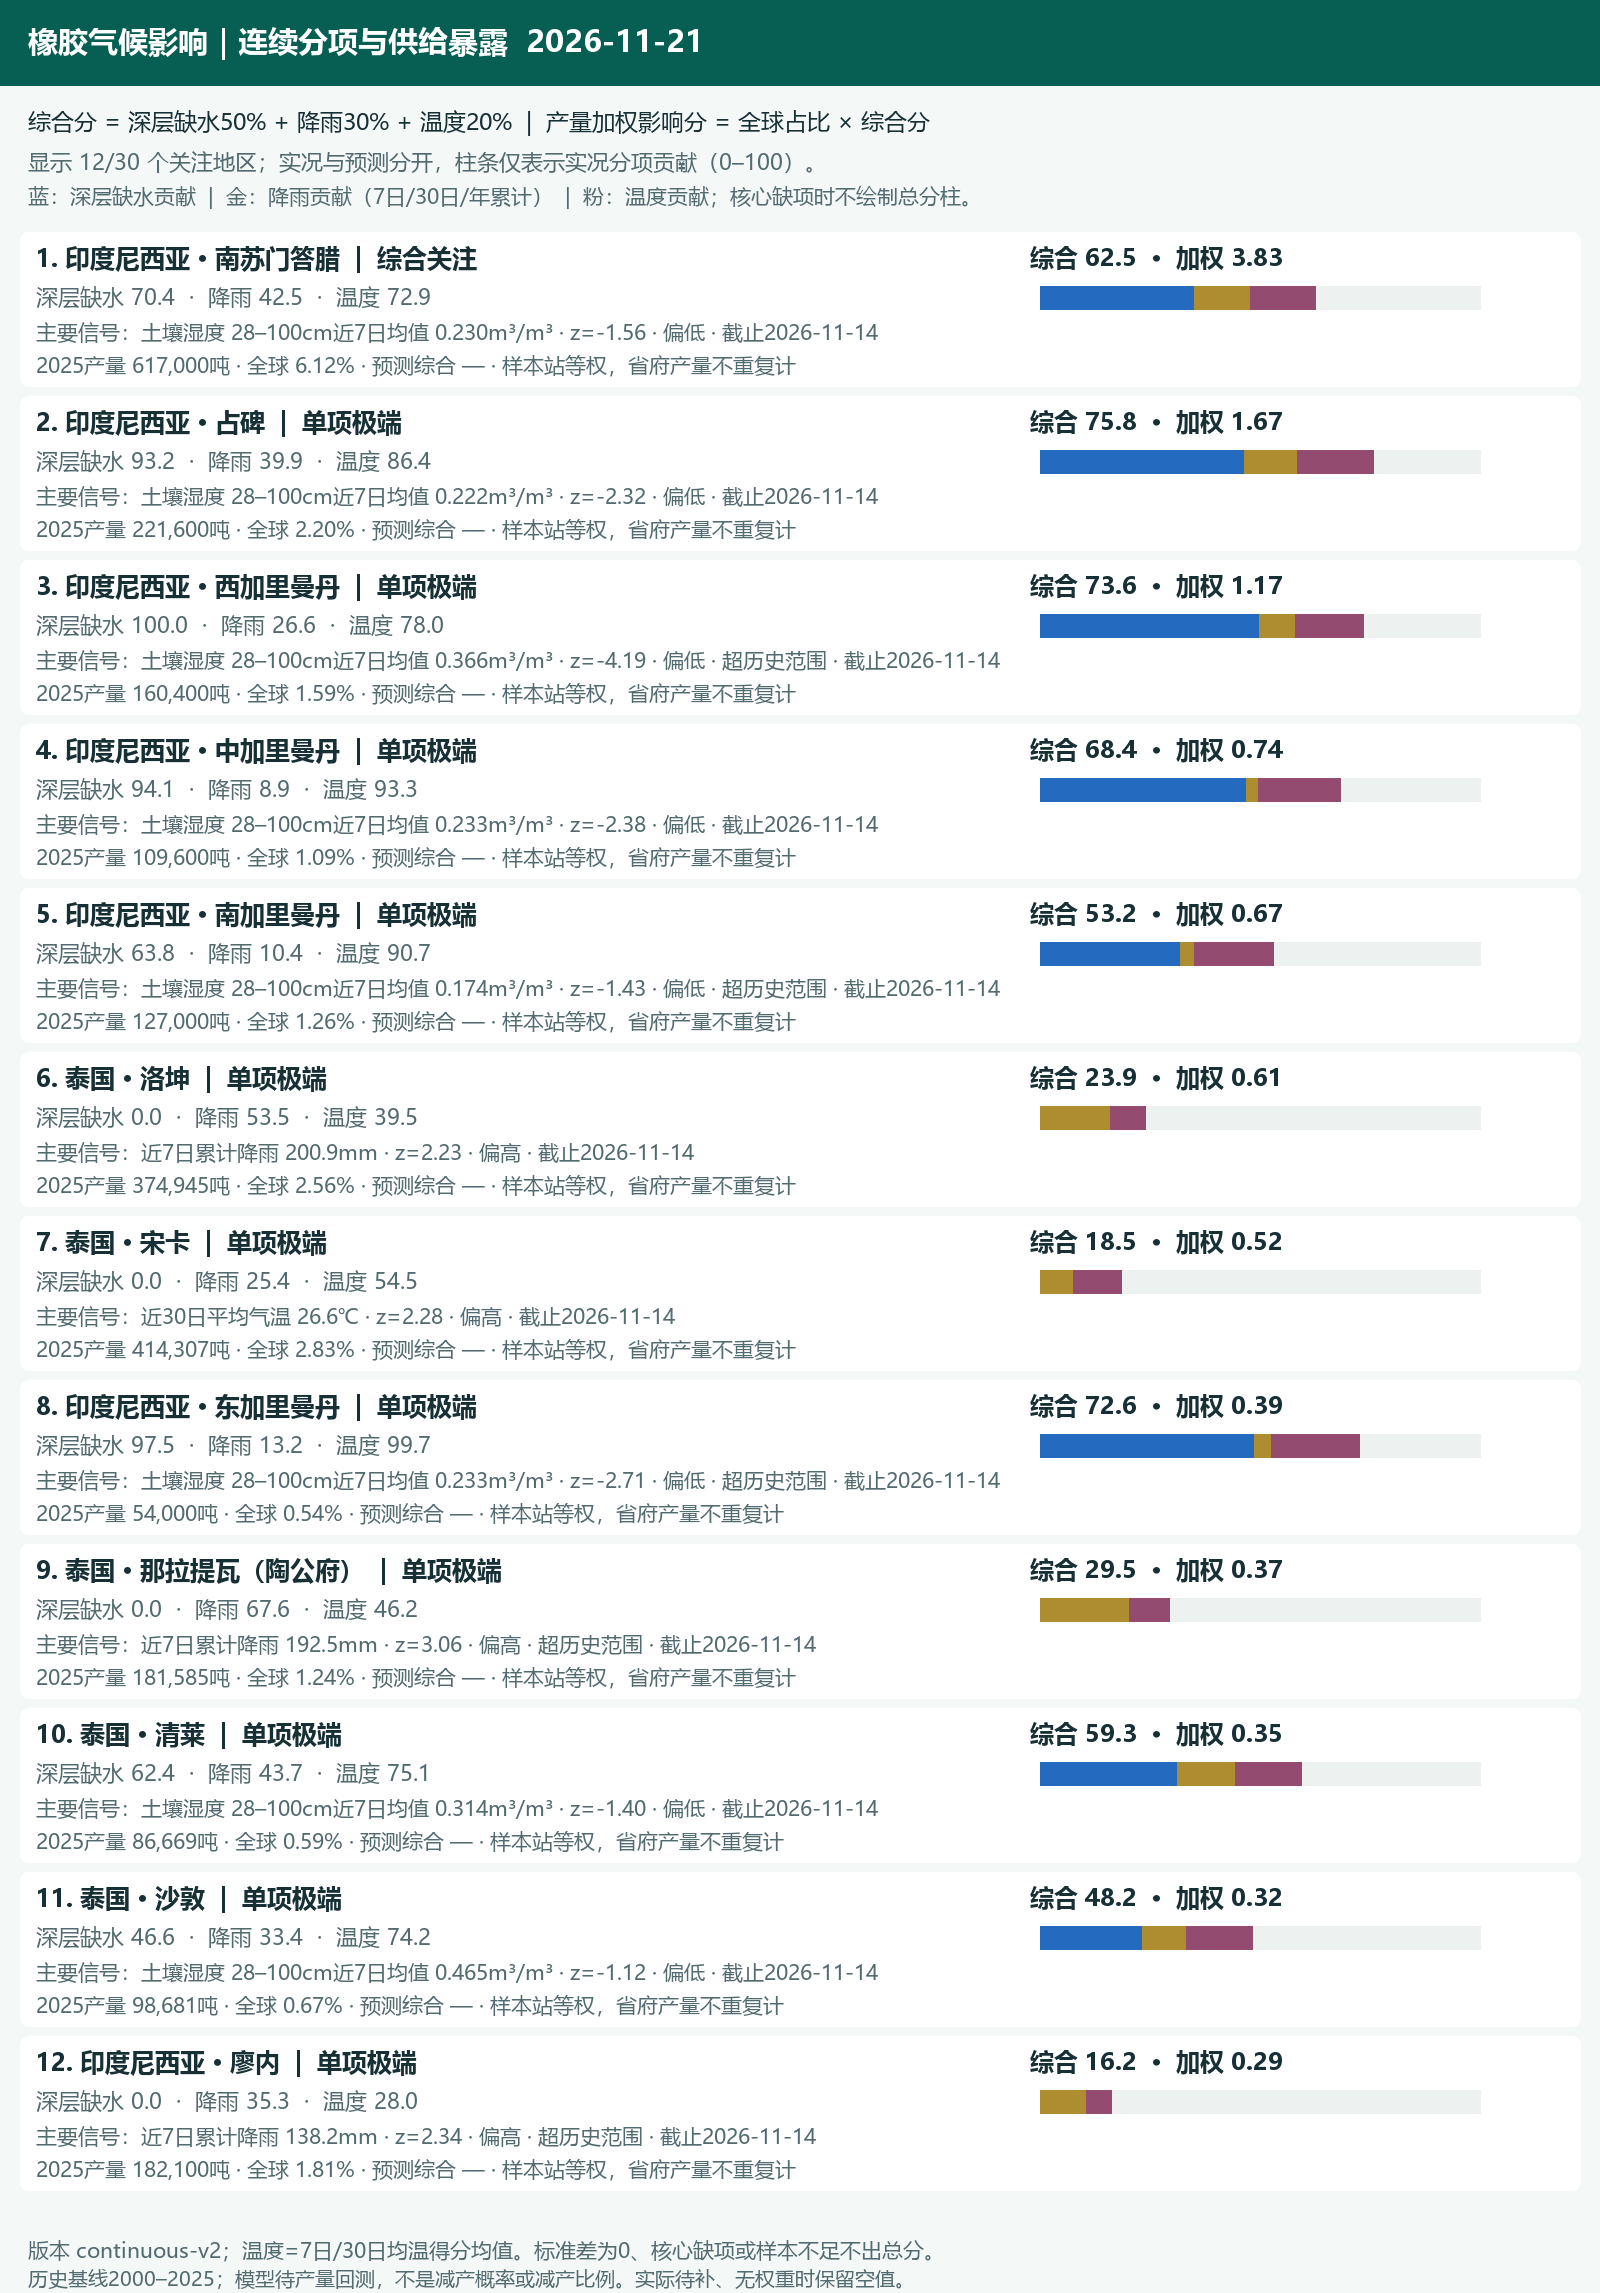 橡胶气候影响｜连续分项与供给暴露 2026-11-21
综合分 = 深层缺水50% + 降雨30% + 温度20% ｜ 产量加权影响分 = 全球占比 × 综合分
显示 12/30 个关注地区；实况与预测分开，柱条仅表示实况分项贡献（0–100）。
蓝：深层缺水贡献 ｜ 金：降雨贡献（7日/30日/年累计） ｜ 粉：温度贡献；核心缺项时不绘制总分柱。
1. 印度尼西亚•南苏门答腊 ｜ 综合关注
综合 62.5 • 加权 3.83
深层缺水 70.4 · 降雨 42.5 · 温度 72.9
主要信号：土壤湿度 28–100cm近7日均值 0.230m³/m³ · z=-1.56 · 偏低 · 截止2026-11-14
2025产量 617,000吨 · 全球 6.12% · 预测综合 — · 样本站等权，省府产量不重复计
2. 印度尼西亚•占碑 ｜ 单项极端
综合 75.8 • 加权 1.67
深层缺水 93.2 · 降雨 39.9 · 温度 86.4
主要信号：土壤湿度 28–100cm近7日均值 0.222m³/m³ · z=-2.32 · 偏低 · 截止2026-11-14
2025产量 221,600吨 · 全球 2.20% · 预测综合 — · 样本站等权，省府产量不重复计
3. 印度尼西亚•西加里曼丹 ｜ 单项极端
综合 73.6 • 加权 1.17
深层缺水 100.0 · 降雨 26.6 · 温度 78.0
主要信号：土壤湿度 28–100cm近7日均值 0.366m³/m³ · z=-4.19 · 偏低 · 超历史范围 · 截止2026-11-14
2025产量 160,400吨 · 全球 1.59% · 预测综合 — · 样本站等权，省府产量不重复计
4. 印度尼西亚•中加里曼丹 ｜ 单项极端
综合 68.4 • 加权 0.74
深层缺水 94.1 · 降雨 8.9 · 温度 93.3
主要信号：土壤湿度 28–100cm近7日均值 0.233m³/m³ · z=-2.38 · 偏低 · 截止2026-11-14
2025产量 109,600吨 · 全球 1.09% · 预测综合 — · 样本站等权，省府产量不重复计
5. 印度尼西亚•南加里曼丹 ｜ 单项极端
综合 53.2 • 加权 0.67
深层缺水 63.8 · 降雨 10.4 · 温度 90.7
主要信号：土壤湿度 28–100cm近7日均值 0.174m³/m³ · z=-1.43 · 偏低 · 超历史范围 · 截止2026-11-14
2025产量 127,000吨 · 全球 1.26% · 预测综合 — · 样本站等权，省府产量不重复计
6. 泰国•洛坤 ｜ 单项极端
综合 23.9 • 加权 0.61
深层缺水 0.0 · 降雨 53.5 · 温度 39.5
主要信号：近7日累计降雨 200.9mm · z=2.23 · 偏高 · 截止2026-11-14
2025产量 374,945吨 · 全球 2.56% · 预测综合 — · 样本站等权，省府产量不重复计
7. 泰国•宋卡 ｜ 单项极端
综合 18.5 • 加权 0.52
深层缺水 0.0 · 降雨 25.4 · 温度 54.5
主要信号：近30日平均气温 26.6℃ · z=2.28 · 偏高 · 截止2026-11-14
2025产量 414,307吨 · 全球 2.83% · 预测综合 — · 样本站等权，省府产量不重复计
8. 印度尼西亚•东加里曼丹 ｜ 单项极端
综合 72.6 • 加权 0.39
深层缺水 97.5 · 降雨 13.2 · 温度 99.7
主要信号：土壤湿度 28–100cm近7日均值 0.233m³/m³ · z=-2.71 · 偏低 · 超历史范围 · 截止2026-11-14
2025产量 54,000吨 · 全球 0.54% · 预测综合 — · 样本站等权，省府产量不重复计
9. 泰国•那拉提瓦（陶公府） ｜ 单项极端
综合 29.5 • 加权 0.37
深层缺水 0.0 · 降雨 67.6 · 温度 46.2
主要信号：近7日累计降雨 192.5mm · z=3.06 · 偏高 · 超历史范围 · 截止2026-11-14
2025产量 181,585吨 · 全球 1.24% · 预测综合 — · 样本站等权，省府产量不重复计
10. 泰国•清莱 ｜ 单项极端
综合 59.3 • 加权 0.35
深层缺水 62.4 · 降雨 43.7 · 温度 75.1
主要信号：土壤湿度 28–100cm近7日均值 0.314m³/m³ · z=-1.40 · 偏低 · 截止2026-11-14
2025产量 86,669吨 · 全球 0.59% · 预测综合 — · 样本站等权，省府产量不重复计
11. 泰国•沙敦 ｜ 单项极端
综合 48.2 • 加权 0.32
深层缺水 46.6 · 降雨 33.4 · 温度 74.2
主要信号：土壤湿度 28–100cm近7日均值 0.465m³/m³ · z=-1.12 · 偏低 · 截止2026-11-14
2025产量 98,681吨 · 全球 0.67% · 预测综合 — · 样本站等权，省府产量不重复计
12. 印度尼西亚•廖内 ｜ 单项极端
综合 16.2 • 加权 0.29
深层缺水 0.0 · 降雨 35.3 · 温度 28.0
主要信号：近7日累计降雨 138.2mm · z=2.34 · 偏高 · 超历史范围 · 截止2026-11-14
2025产量 182,100吨 · 全球 1.81% · 预测综合 — · 样本站等权，省府产量不重复计
版本 continuous-v2；温度=7日/30日均温得分均值。标准差为0、核心缺项或样本不足不出总分。
历史基线2000–2025；模型待产量回测，不是减产概率或减产比例。实际待补、无权重时保留空值。